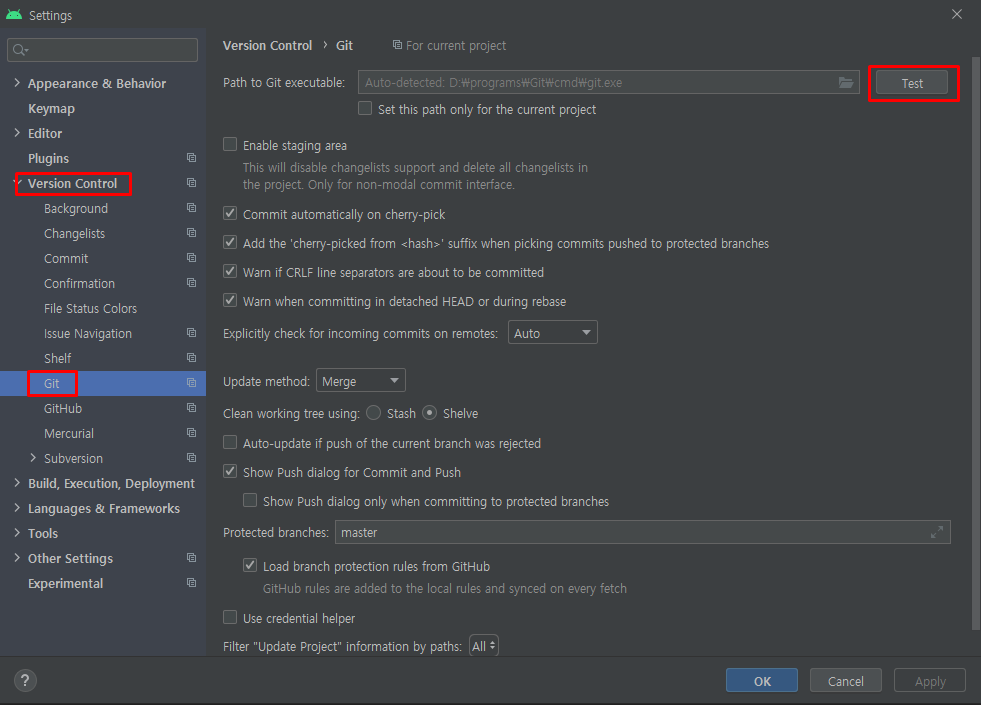 Settings
Version Control › Git For current project
Appearance & Behavior
Keymap
Editor
Plugins
Version Control
Background
Changelists
Commit
Confirmation
File Status Colors
Issue Navigation
Shelf
Git
GitHub
Mercurial
Subversion
Build, Execution, Deployment
Languages & Frameworks
Tools
Other Settings
Experimental
Path to Git executable: Auto-detected: D:₩programs₩Git₩cmd₩git.exe Test
Set this path only for the current project
Enable staging area
This will disable changelists support and delete all changelists in
the project. Only for non-modal commit interface.
Commit automatically on cherry-pick
Add the 'cherry-picked from <hash>' suffix when picking commits pushed to protected branches
Warn if CRLF line separators are about to be committed
Warn when committing in detached HEAD or during rebase
Explicitly check for incoming commits on remotes: Auto
Update method: Merge
Clean working tree using: Stash Shelve
Auto-update if push of the current branch was rejected
Show Push dialog for Commit and Push
Show Push dialog only when committing to protected branches
Protected branches: master
Load branch protection rules from GitHub
GitHub rules are added to the local rules and synced on every fetch
Use credential helper
Filter "Update Project" information by paths: All
? OK Cancel Apply